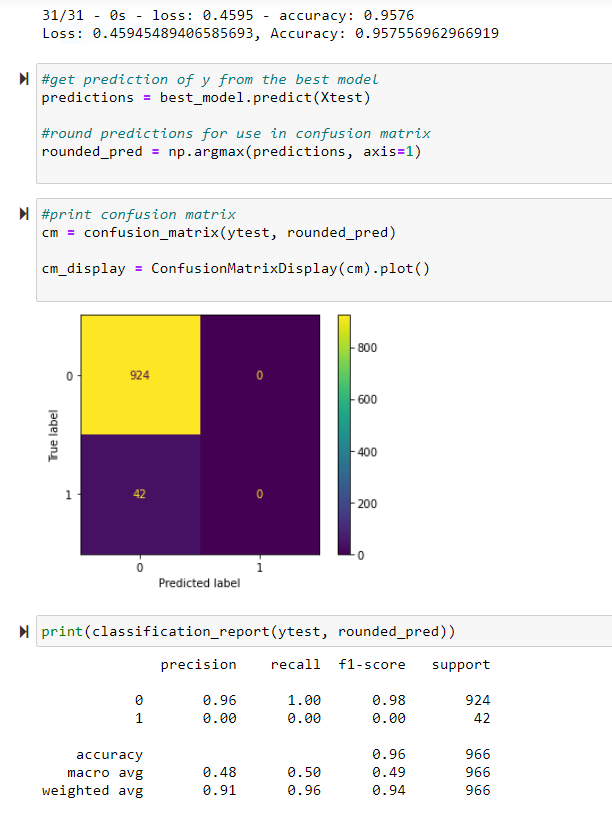 31/31 - 0s - loss: 0.4595 - accuracy: 0.9576
Loss: 0.45945489406585693, Accuracy: 0.957556962966919
#get prediction of y from the best model
predictions = best_model.predict(Xtest)
#round predictions for use in confusion matrix
rounded_pred = np.argmax(predictions, axis=1)
#print confusion matrix
cm = confusion_matrix(ytest, rounded_pred)
cm_display = ConfusionMatrixDisplay(cm).plot()
True label
0
924
0
1
42
0
0
1
Predicted label
800
600
400
200
0
print(classification_report(ytest, rounded_pred))
precision recall f1-score support
0 0.96 1.00 0.98 924
1 0.00 0.00 0.00 42
accuracy 0.96 966
macro avg 0.48 0.50 0.49 966
weighted avg 0.91 0.96 0.94 966